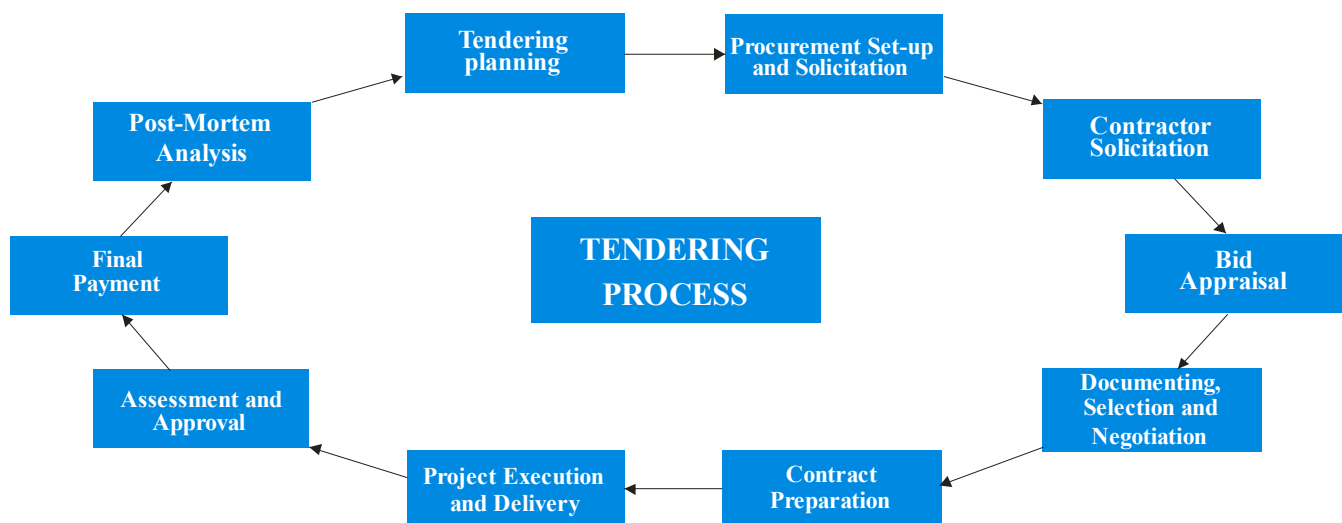 Tendering
planning
Procurement Set-up
and Solicitation
Contractor
Solicitation
Bid
Appraisal
Documenting,
Selection and
Negotiation
Contract
Preparation
Project Execution
and Delivery
Assessment and
Approval
Final
Payment
Post-Mortem
Analysis
TENDERING
PROCESS